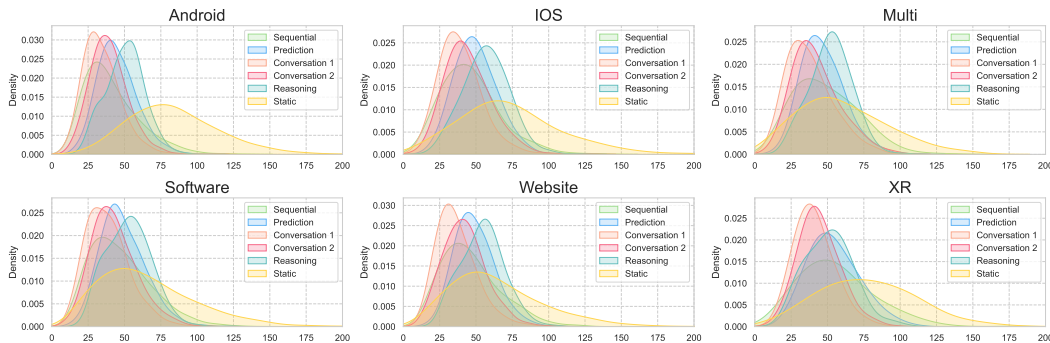 Android
Density
0.030
0.025
0.020
0.015
0.010
0.005
0.000
0 25 50 75 100 125 150 175 200
Sequential
Prediction
Conversation 1
Conversation 2
Reasoning
Static
IOS
Density
0.025
0.020
0.015
0.010
0.005
0.000
0 25 50 75 100 125 150 175 200
Sequential
Prediction
Conversation 1
Conversation 2
Reasoning
Static
Multi
Density
0.025
0.020
0.015
0.010
0.005
0.000
0 25 50 75 100 125 150 175 200
Sequential
Prediction
Conversation 1
Conversation 2
Reasoning
Static
Software
Density
0.025
0.020
0.015
0.010
0.005
0.000
0 25 50 75 100 125 150 175 200
Sequential
Prediction
Conversation 1
Conversation 2
Reasoning
Static
Website
Density
0.030
0.025
0.020
0.015
0.010
0.005
0.000
0 25 50 75 100 125 150 175 200
Sequential
Prediction
Conversation 1
Conversation 2
Reasoning
Static
XR
Density
0.025
0.020
0.015
0.010
0.005
0.000
0 25 50 75 100 125 150 175 200
Sequential
Prediction
Conversation 1
Conversation 2
Reasoning
Static